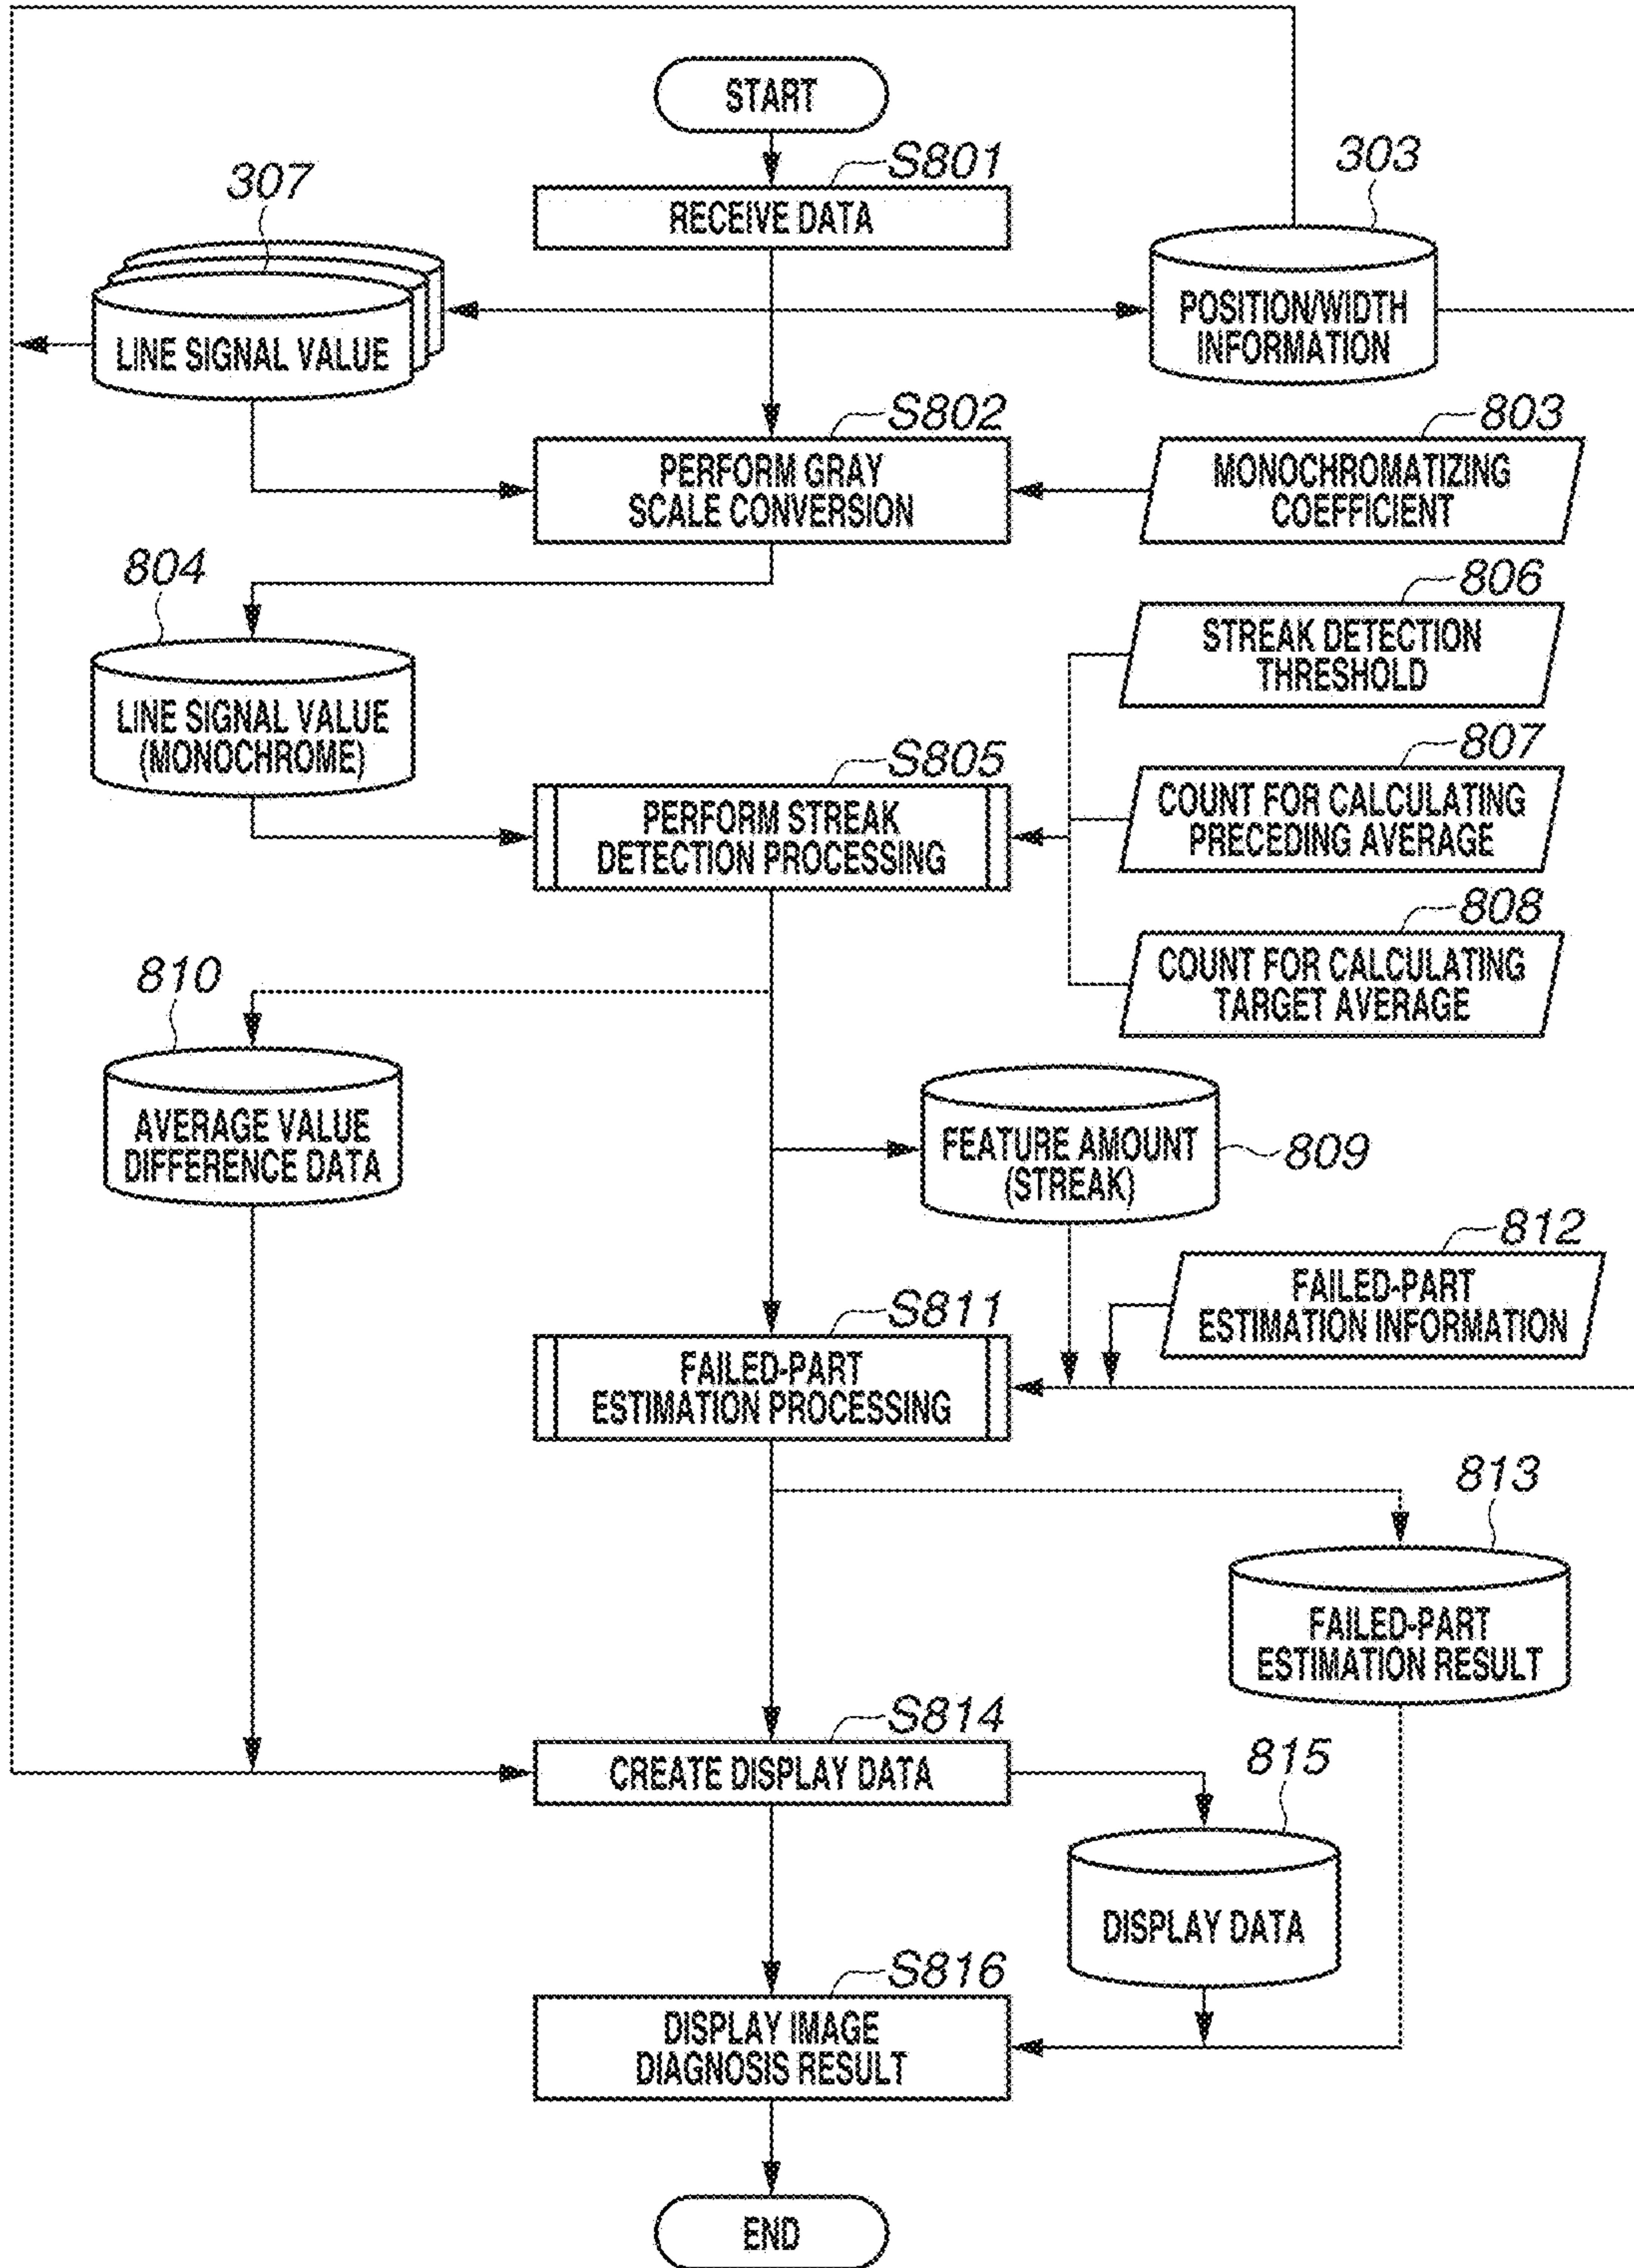 START
S801
RECEIVE DATA
307
303
LINE SIGNAL VALUE
POSITION/WIDTH
INFORMATION
S802
PERFORM GRAY
SCALE CONVERSION
803
MONOCHROMATIZING
COEFFICIENT
804
LINE SIGNAL VALUE
(MONOCHROME)
806
STREAK DETECTION
THRESHOLD
S805
PERFORM STREAK
DETECTION PROCESSING
807
COUNT FOR CALCULATING
PRECEDING AVERAGE
808
COUNT FOR CALCULATING
TARGET AVERAGE
810
AVERAGE VALUE
DIFFERENCE DATA
FEATURE AMOUNT
(STREAK)
809
812
FAILED-PART
ESTIMATION INFORMATION
S811
FAILED-PART
ESTIMATION PROCESSING
813
FAILED-PART
ESTIMATION RESULT
S814
CREATE DISPLAY DATA
815
DISPLAY DATA
S816
DISPLAY IMAGE
DIAGNOSIS RESULT
END